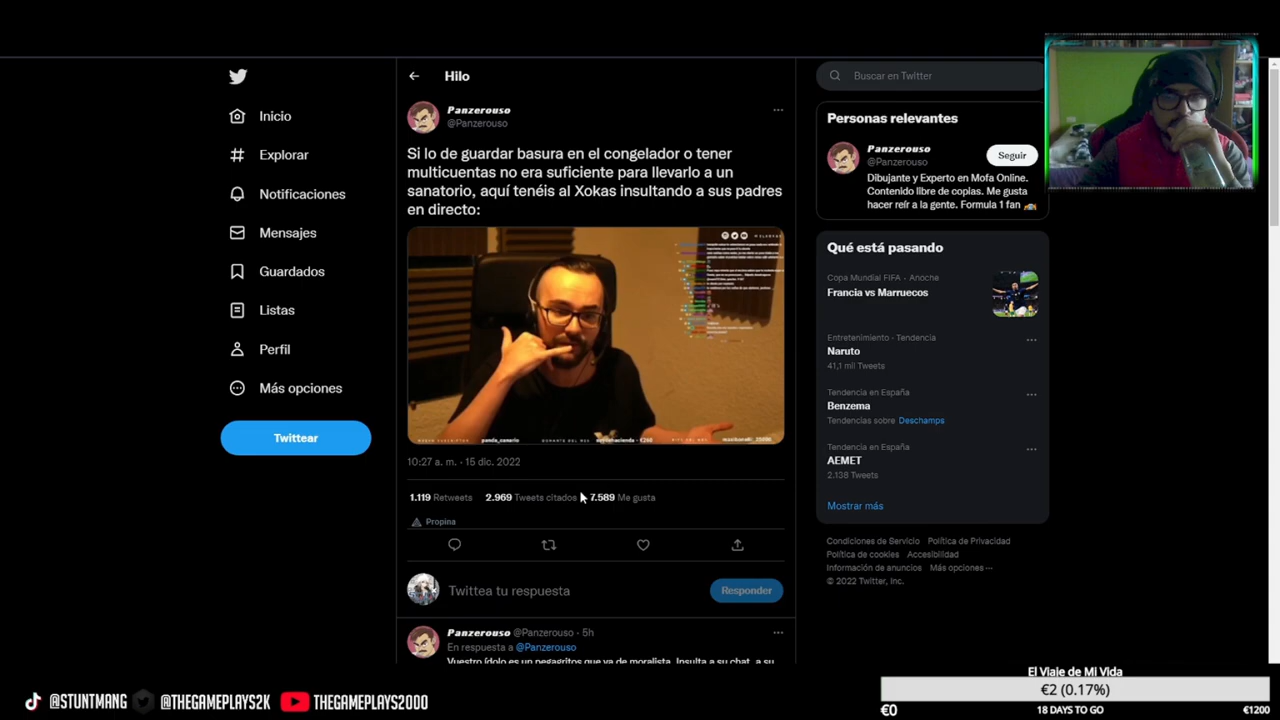 Hilo
Inicio
Explorar
Notificaciones
Mensajes
Guardados
Listas
Perfil
Más opciones
Twittear
Panzerouso
@Panzerouso
Si lo de guardar basura en el congelador o tener
multicuentas no era suficiente para llevarlo a un
sanatorio, aquí tenéis al Xokas insultando a sus padres
en directo:
panda_canario
10:27 a. m. · 15 dic. 2022
1.119 Retweets 2.969 Tweets citados 7.589 Me gusta
Propina
Twittea tu respuesta
Responder
Panzerouso @Panzerouso · 5h
En respuesta a @Panzerouso
Vuestro ídolo es un pegagritos que va de moralista. Insulta a su chat, a su
Buscar en Twitter
Personas relevantes
Panzerouso
@Panzerouso
Seguir
Dibujante y Experto en Mofa Online.
Contenido libre de copias. Me gusta
hacer reír a la gente. Formula 1 fan
Qué está pasando
Copa Mundial FIFA · Anoche
Francia vs Marruecos
Entretenimiento · Tendencia
Naruto
41,1 mil Tweets
Tendencia en España
Benzema
Tendencias sobre Deschamps
Tendencia en España
AEMET
2.138 Tweets
Mostrar más
Condiciones de Servicio Política de Privacidad
Política de cookies Accesibilidad
Información de anuncios Más opciones ···
© 2022 Twitter, Inc.
El Viaje de Mi Vida
€2 (0.17%)
€0 18 DAYS TO GO €1200
@STUNTMANG @THEGAMEPLAYS2K THEGAMEPLAYS2000